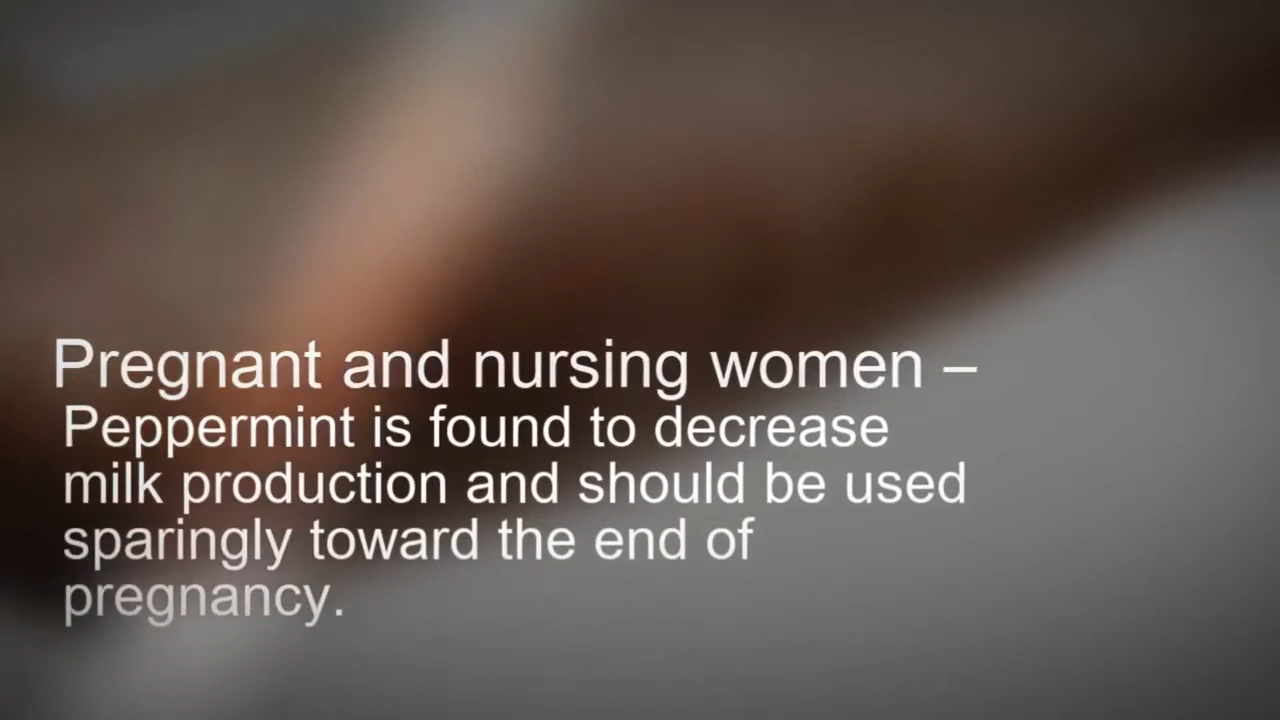 Pregnant and nursing women –
Peppermint is found to decrease
milk production and should be used
sparingly toward the end of
pregnancy.